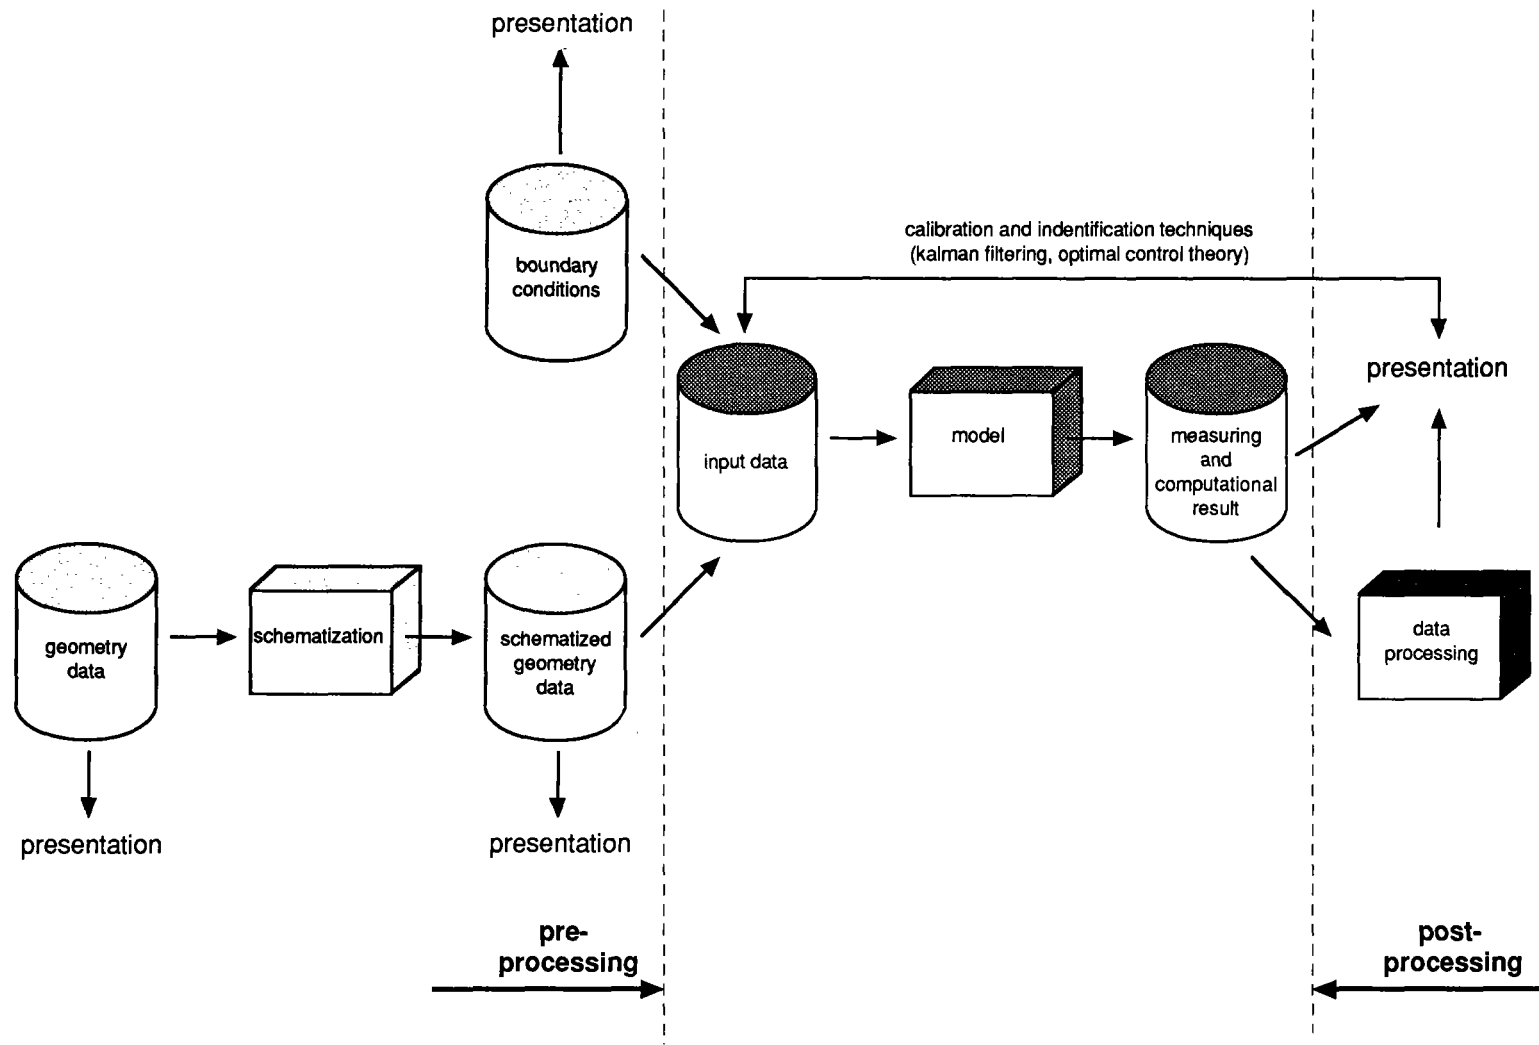 presentation
boundary
conditions
calibration and indentification techniques
(kalman filtering, optimal control theory)
presentation
input data
model
measuring
and
computational
result
geometry
data
schematization
schematized
geometry
data
data
processing
presentation
presentation
pre-
processing
post-
processing